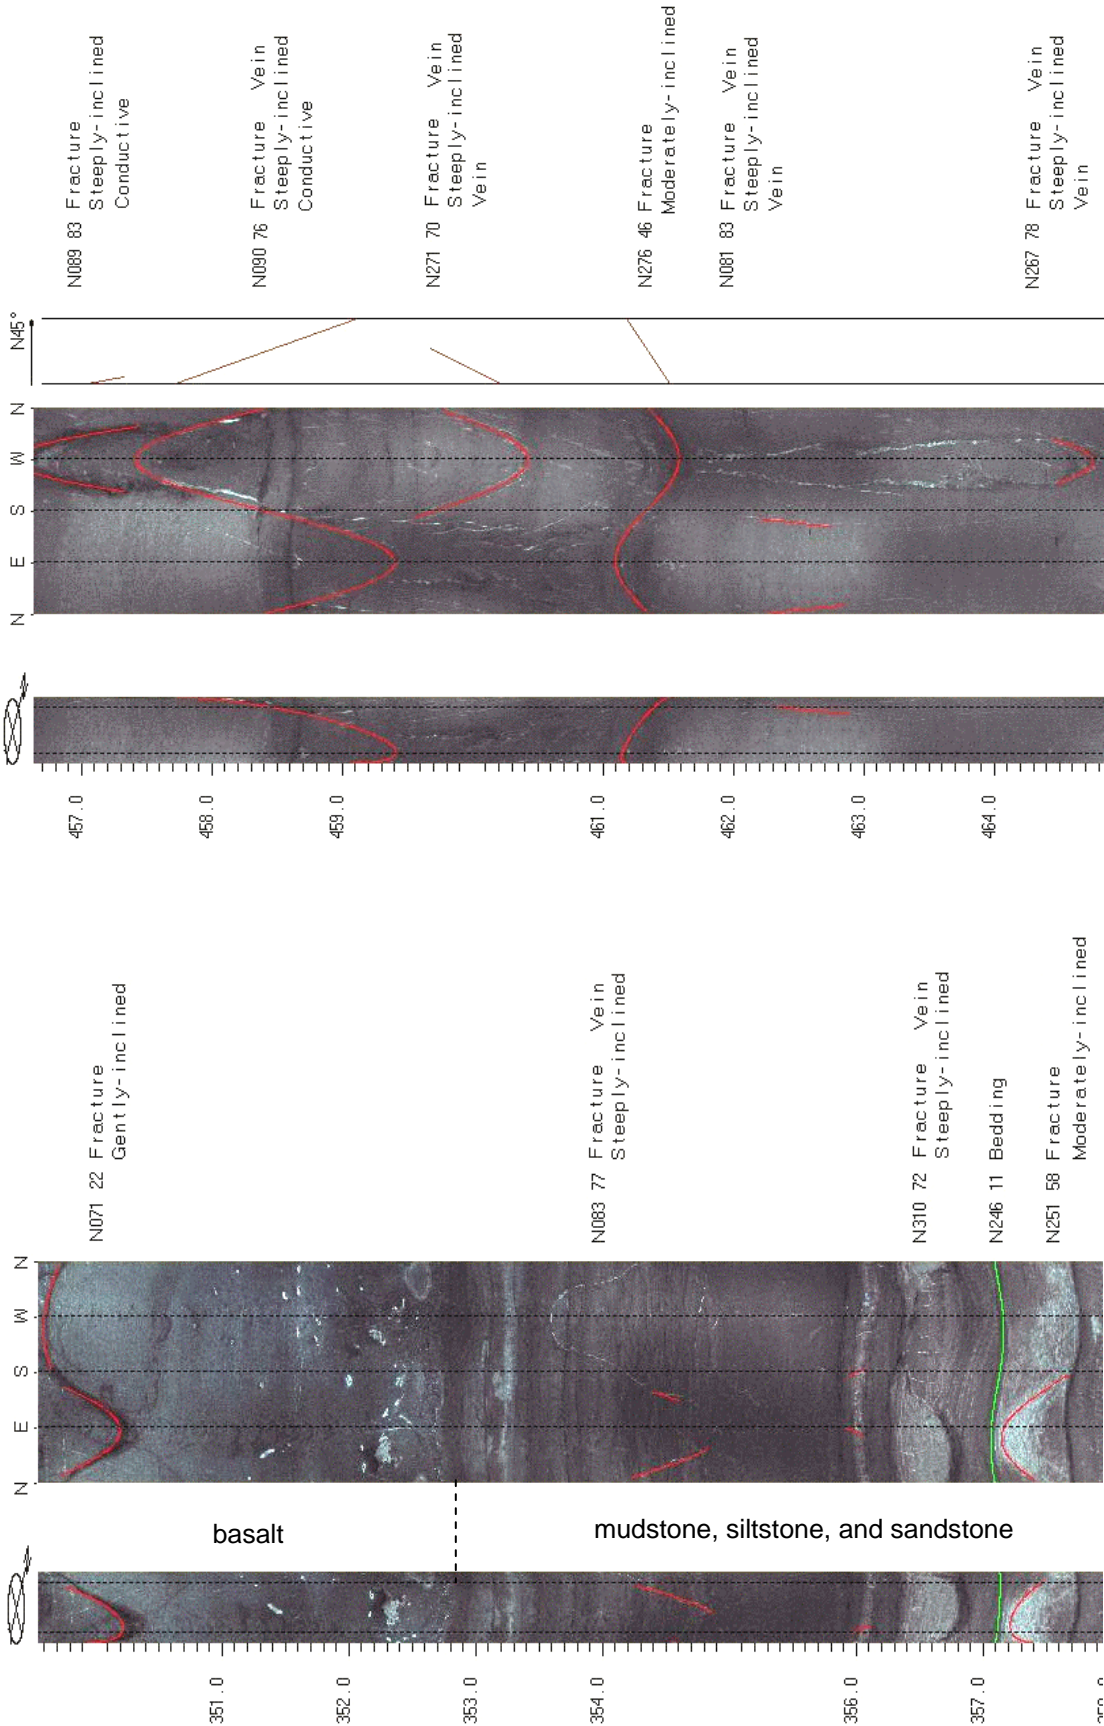 N45°
N089 83 Fracture
Steeply-inclined
Conductive
N090 76 Fracture Vein
Steeply-inclined
Conductive
N271 70 Fracture Vein
Steeply-inclined
Vein
N276 46 Fracture
Moderately-inclined
N081 83 Fracture Vein
Steeply-inclined
Vein
N267 78 Fracture Vein
Steeply-inclined
Vein
N E S W N
457.0
458.0
459.0
461.0
462.0
463.0
464.0
N071 22 Fracture
Gently-inclined
N083 77 Fracture Vein
Steeply-inclined
N310 72 Fracture Vein
Steeply-inclined
N246 11 Bedding
N251 58 Fracture
Moderately-inclined
N E S W N
basalt
mudstone, siltstone, and sandstone
351.0
352.0
353.0
354.0
356.0
357.0